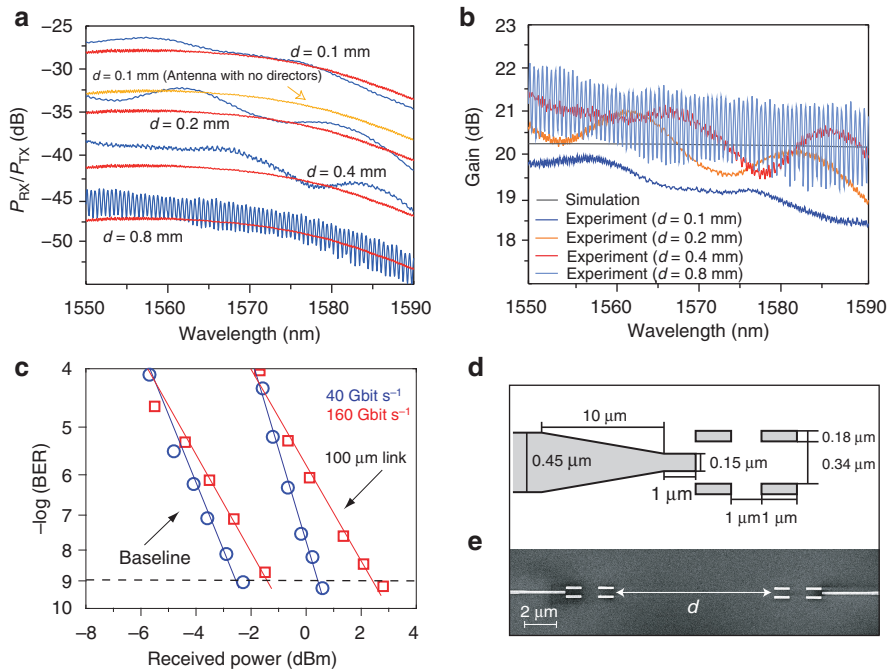 a
−25
−30
−35
−39
−45
−50
P_RX/P_TX (dB)
d = 0.1 mm
d = 0.1 mm (Antenna with no directors)
d = 0.2 mm
d = 0.4 mm
d = 0.8 mm
1550
1560
1570
1580
1590
Wavelength (nm)
b
22
21
20
19
18
Gain (dB)
Simulation
Experiment (d = 0.1 mm)
Experiment (d = 0.2 mm)
Experiment (d = 0.4 mm)
Experiment (d = 0.8 mm)
1550
1560
1570
1580
1590
Wavelength (nm)
c
4
5
6
7
8
9
10
−log (BER)
40 Gbit s⁻¹
160 Gbit s⁻¹
100 μm link
Baseline
−8
−6
−4
−2
0
2
4
Received power (dBm)
d
10 μm
0.45 μm
0.15 μm
0.18 μm
0.34 μm
1 μm
1 μm
1 μm
e
d
2 μm